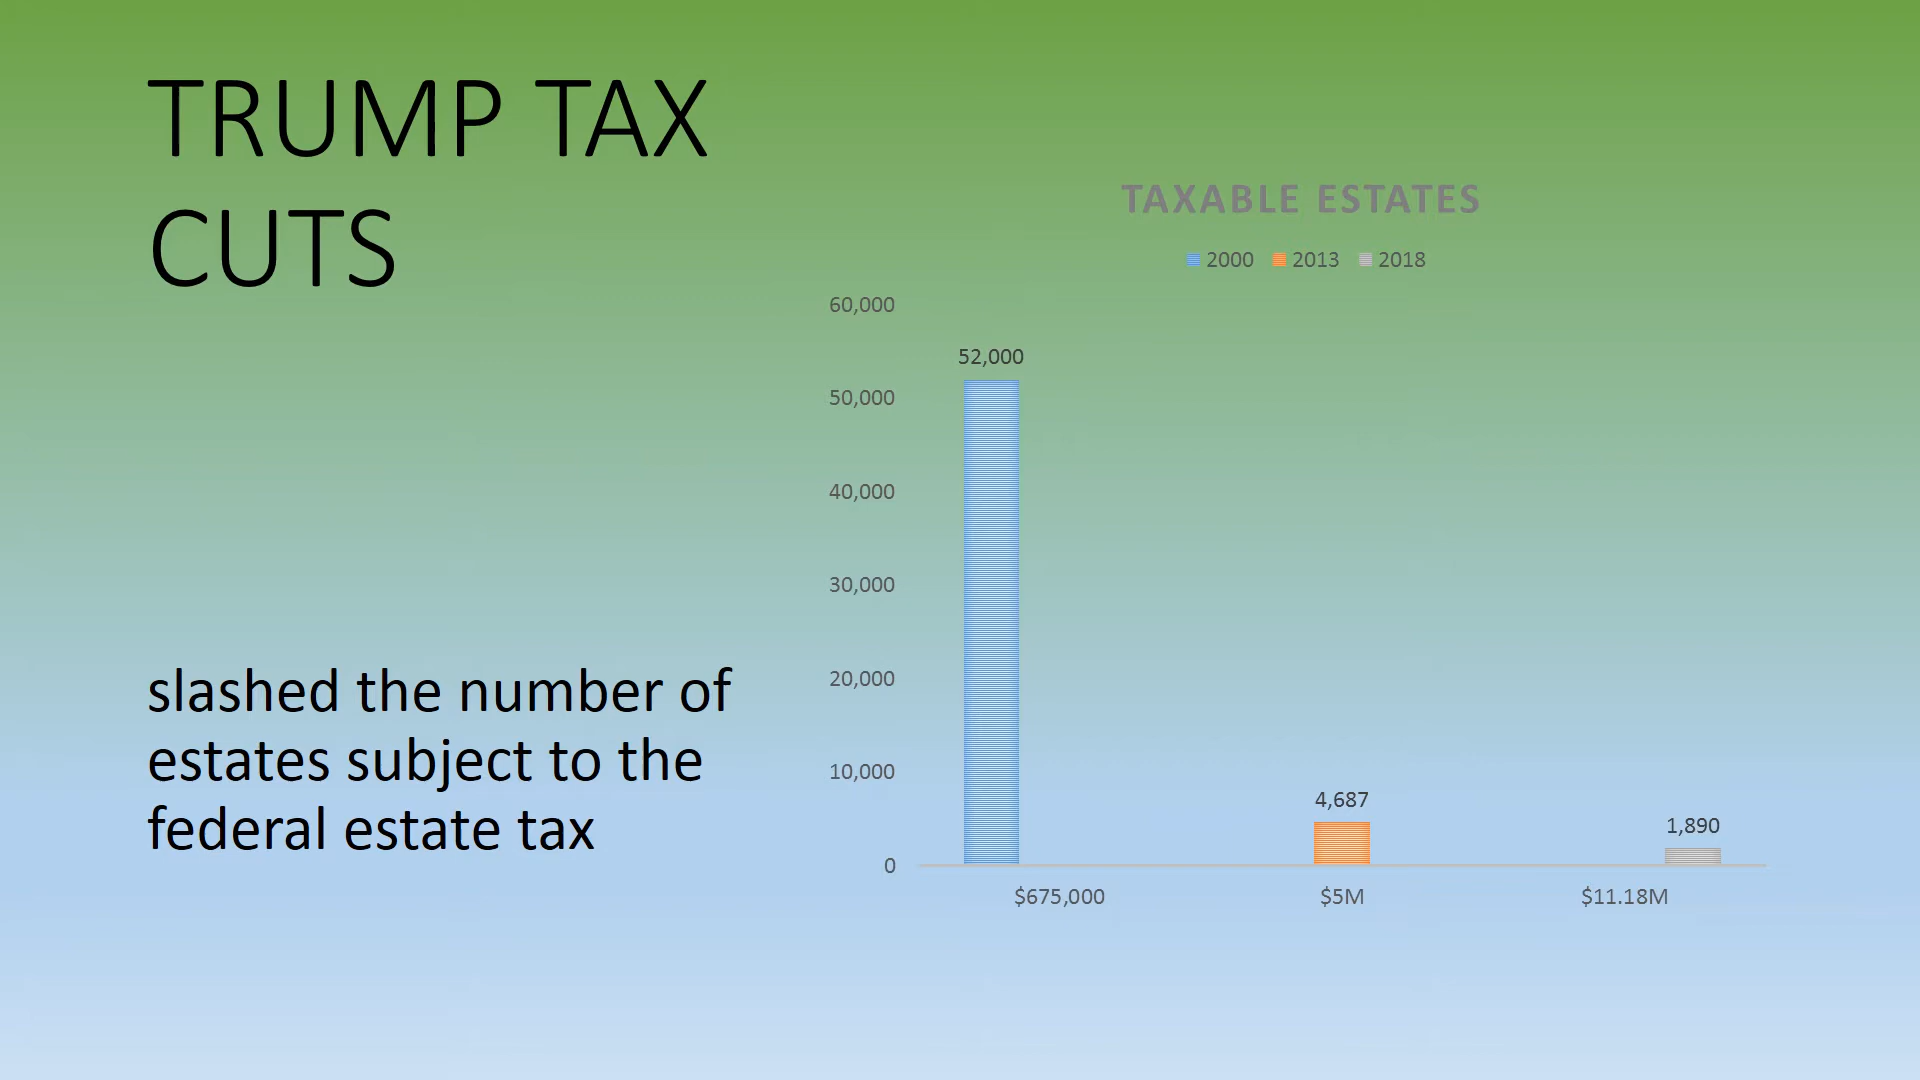 TRUMP TAX
CUTS
slashed the number of
estates subject to the
federal estate tax
TAXABLE ESTATES
2000 2013 2018
60,000
50,000
40,000
30,000
20,000
10,000
0
52,000
4,687
1,890
$675,000 $5M $11.18M